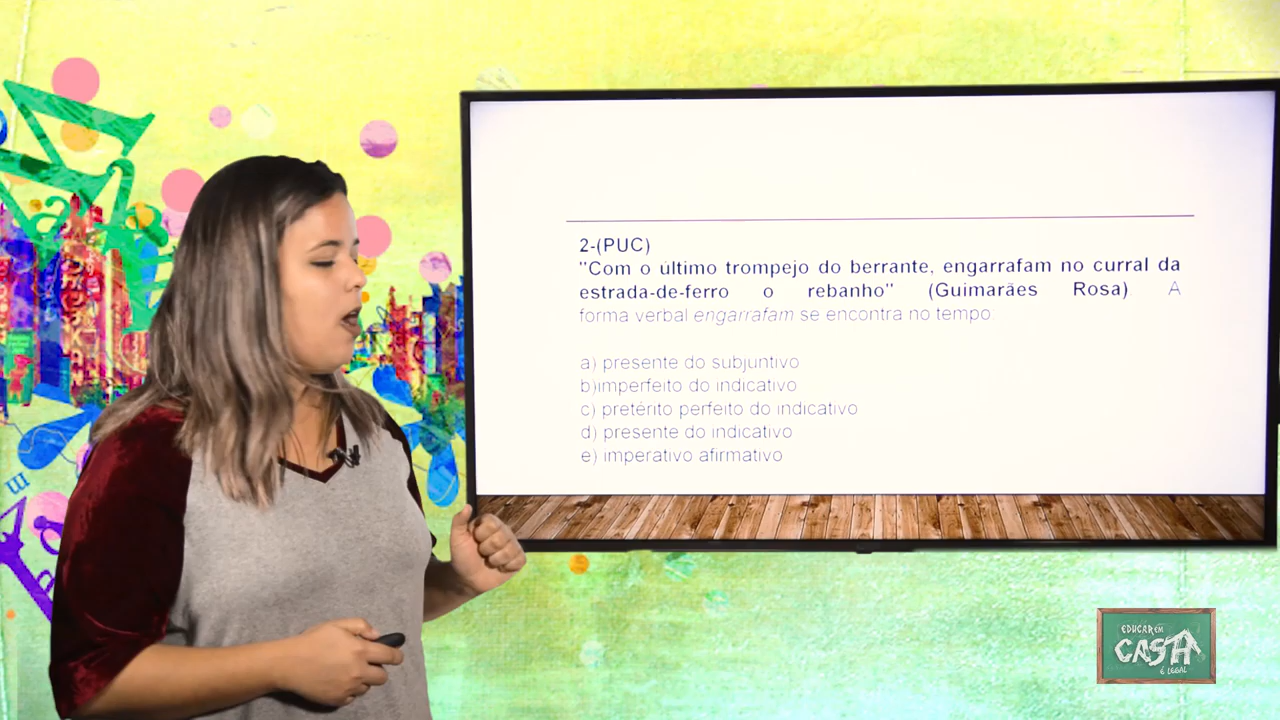 2-(PUC)
"Com o último trompejo do berrante, engarrafam no curral da
estrada-de-ferro o rebanho" (Guimarães Rosa) A
forma verbal engarrafam se encontra no tempo:
a) presente do subjuntivo
b)imperfeito do indicativo
c) pretérito perfeito do indicativo
d) presente do indicativo
e) imperativo afirmativo
EDUCAR EM
CASA
É LEGAL